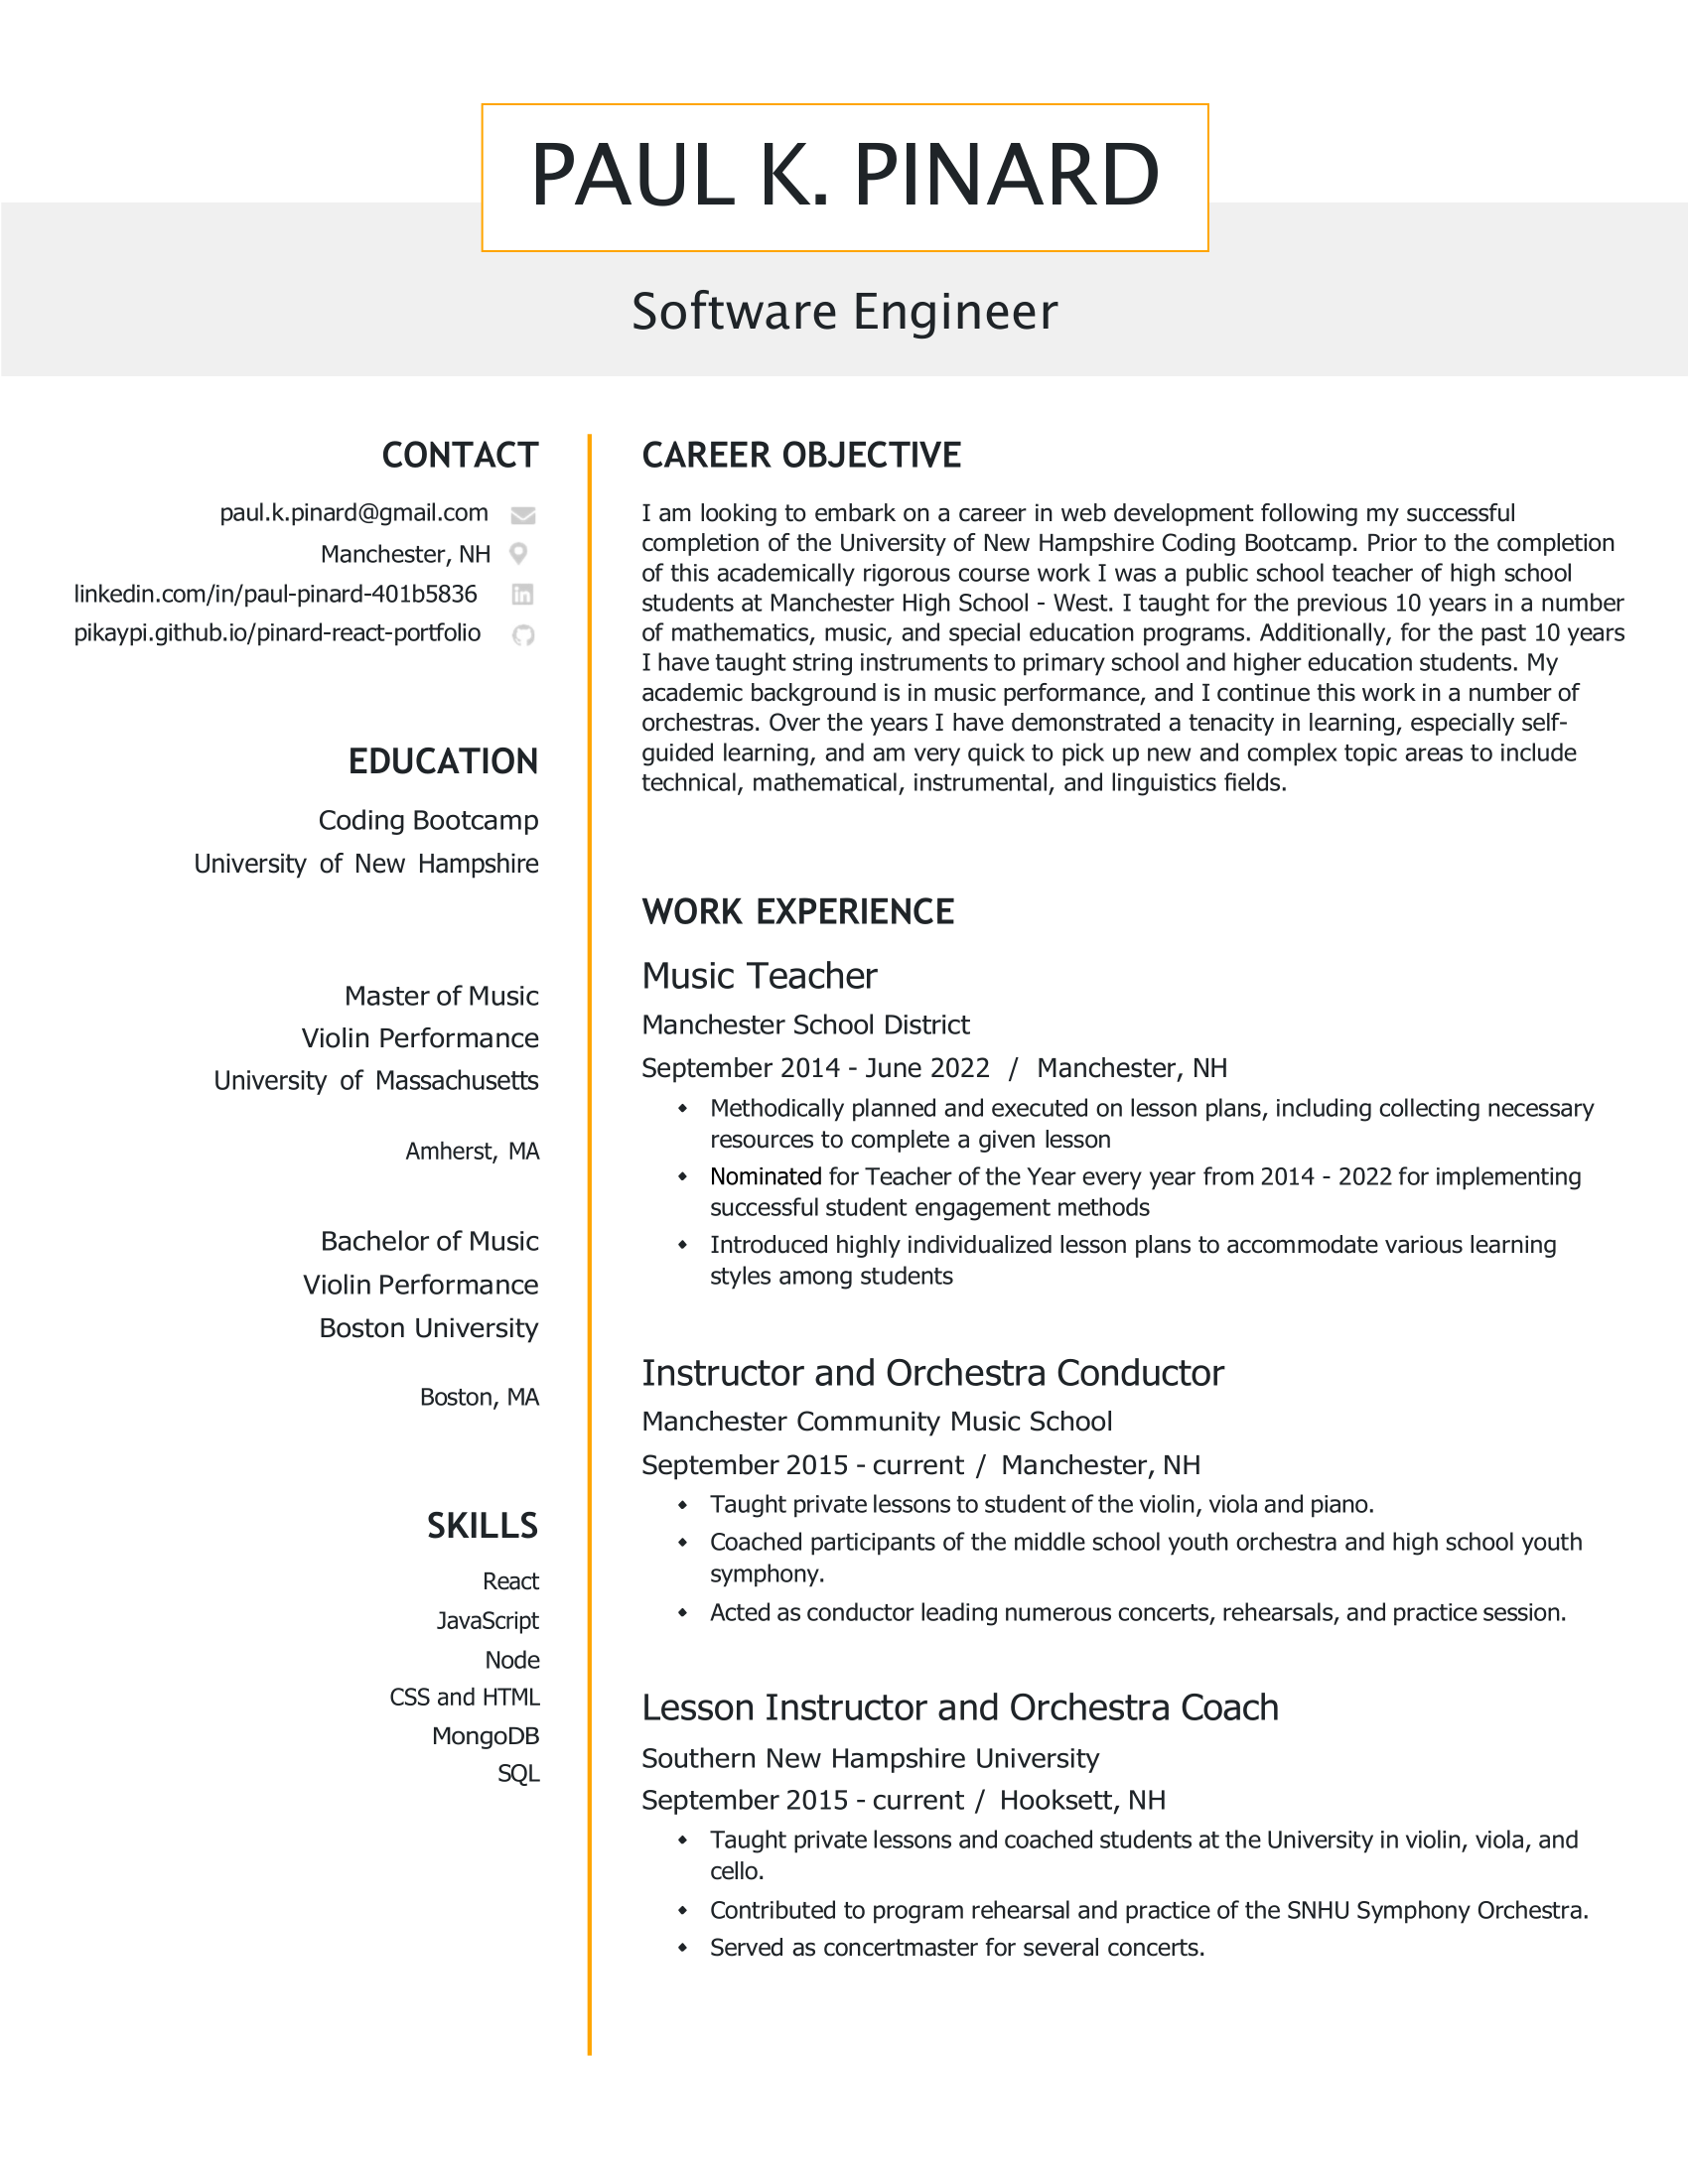 PAUL K. PINARD
Software Engineer
CONTACT
paul.k.pinard@gmail.com
Manchester, NH
linkedin.com/in/paul-pinard-401b5836
pikaypi.github.io/pinard-react-portfolio
EDUCATION
Coding Bootcamp
University of New Hampshire
Master of Music
Violin Performance
University of Massachusetts
Amherst, MA
Bachelor of Music
Violin Performance
Boston University
Boston, MA
SKILLS
React
JavaScript
Node
CSS and HTML
MongoDB
SQL
CAREER OBJECTIVE
I am looking to embark on a career in web development following my successful
completion of the University of New Hampshire Coding Bootcamp. Prior to the completion
of this academically rigorous course work I was a public school teacher of high school
students at Manchester High School - West. I taught for the previous 10 years in a number
of mathematics, music, and special education programs. Additionally, for the past 10 years
I have taught string instruments to primary school and higher education students. My
academic background is in music performance, and I continue this work in a number of
orchestras. Over the years I have demonstrated a tenacity in learning, especially self-
guided learning, and am very quick to pick up new and complex topic areas to include
technical, mathematical, instrumental, and linguistics fields.
WORK EXPERIENCE
Music Teacher
Manchester School District
September 2014 - June 2022 / Manchester, NH
• Methodically planned and executed on lesson plans, including collecting necessary
resources to complete a given lesson
• Nominated for Teacher of the Year every year from 2014 - 2022 for implementing
successful student engagement methods
• Introduced highly individualized lesson plans to accommodate various learning
styles among students
Instructor and Orchestra Conductor
Manchester Community Music School
September 2015 - current / Manchester, NH
• Taught private lessons to student of the violin, viola and piano.
• Coached participants of the middle school youth orchestra and high school youth
symphony.
• Acted as conductor leading numerous concerts, rehearsals, and practice session.
Lesson Instructor and Orchestra Coach
Southern New Hampshire University
September 2015 - current / Hooksett, NH
• Taught private lessons and coached students at the University in violin, viola, and
cello.
• Contributed to program rehearsal and practice of the SNHU Symphony Orchestra.
• Served as concertmaster for several concerts.